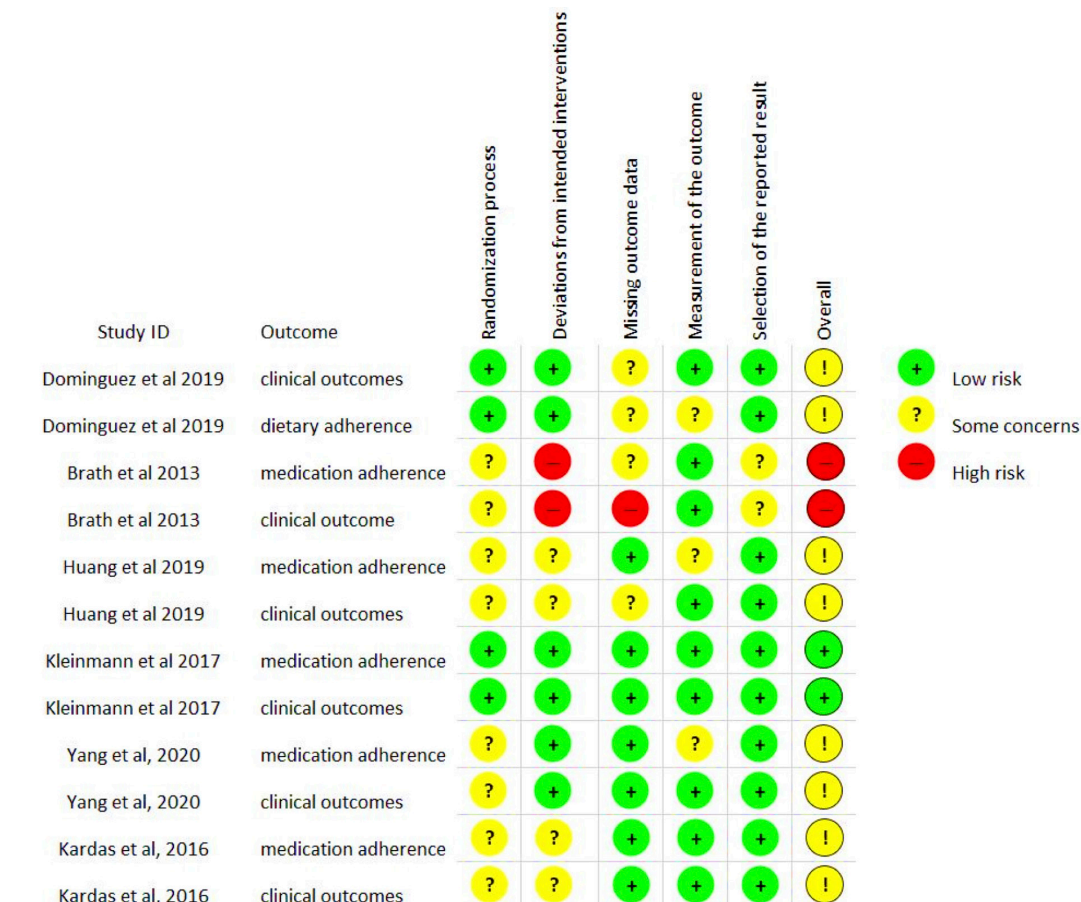 Randomization process
Deviations from intended interventions
Missing outcome data
Measurement of the outcome
Selection of the reported result
Overall
Study ID Outcome
Dominguez et al 2019 clinical outcomes + + ? + + ! + Low risk
Dominguez et al 2019 dietary adherence + + ? ? + ! ? Some concerns
Brath et al 2013 medication adherence ? − ? + ? − − High risk
Brath et al 2013 clinical outcome ? − − + ? −
Huang et al 2019 medication adherence ? ? + ? + !
Huang et al 2019 clinical outcomes ? ? ? + + !
Kleinmann et al 2017 medication adherence + + + + + +
Kleinmann et al 2017 clinical outcomes + + + + + +
Yang et al, 2020 medication adherence ? + + ? + !
Yang et al, 2020 clinical outcomes ? + + + + !
Kardas et al, 2016 medication adherence ? ? + + + !
Kardas et al, 2016 clinical outcomes ? ? + + + !